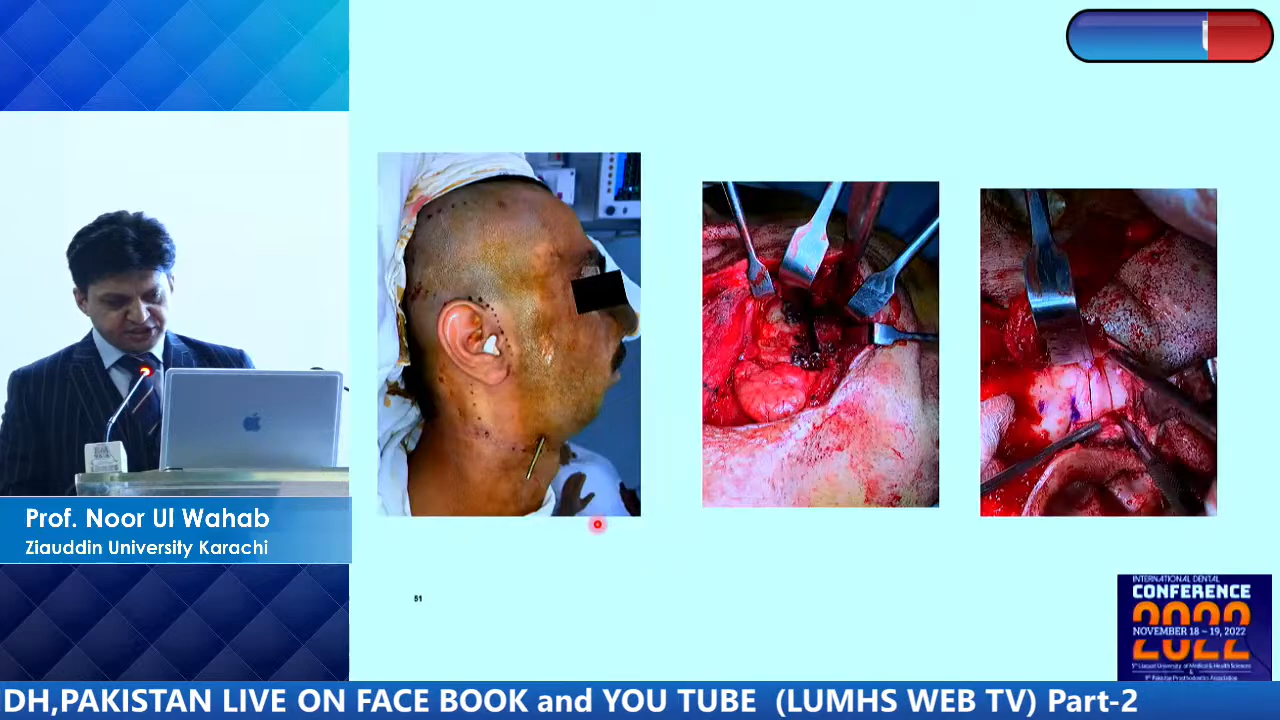 Prof. Noor Ul Wahab
Ziauddin University Karachi
51
INTERNATIONAL DENTAL
CONFERENCE
2022
NOVEMBER 18 – 19, 2022
DH,PAKISTAN LIVE ON FACE BOOK and YOU TUBE (LUMHS WEB TV) Part-2